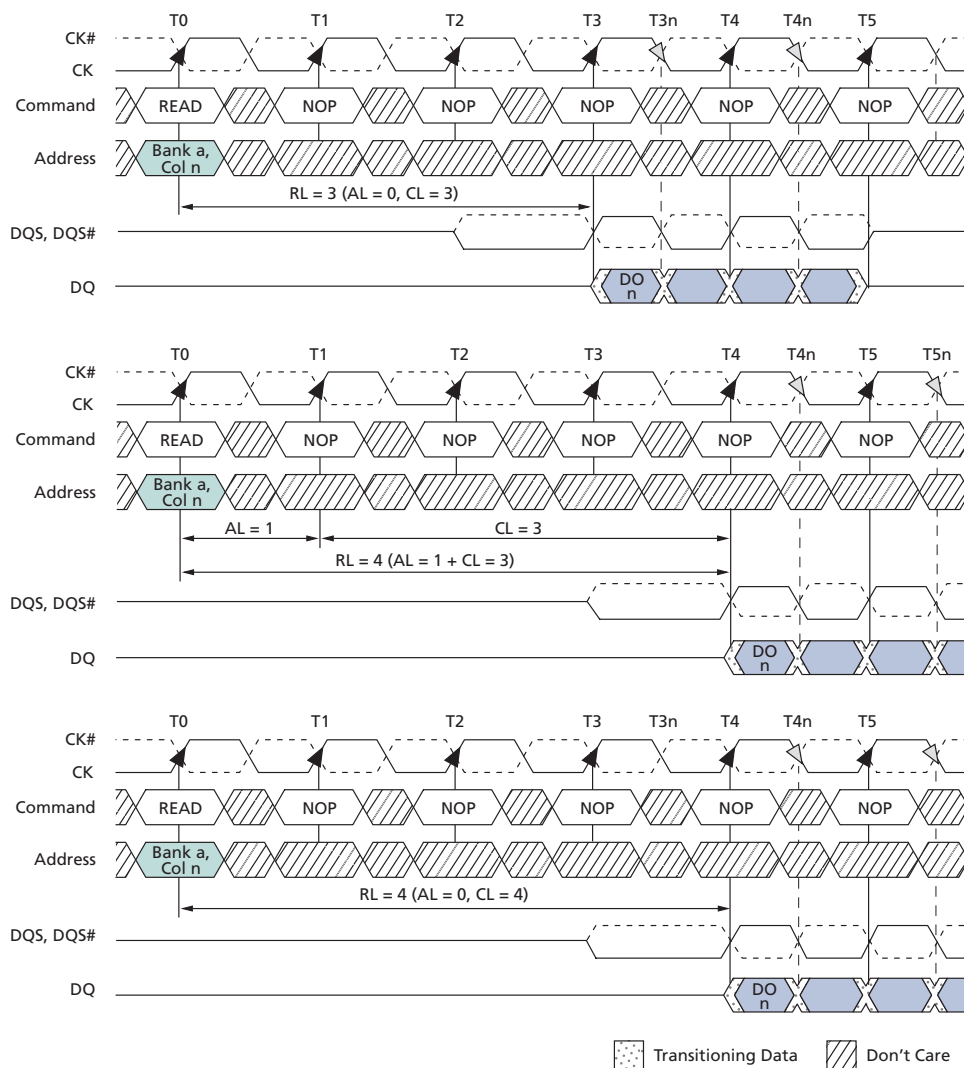 T0 T1 T2 T3 T3n T4 T4n T5
CK#
CK
Command READ NOP NOP NOP NOP NOP
Address Bank a,
Col n
RL = 3 (AL = 0, CL = 3)
DQS, DQS#
DQ DO
n
T0 T1 T2 T3 T4 T4n T5 T5n
CK#
CK
Command READ NOP NOP NOP NOP NOP
Address Bank a,
Col n
AL = 1 CL = 3
RL = 4 (AL = 1 + CL = 3)
DQS, DQS#
DQ DO
n
T0 T1 T2 T3 T3n T4 T4n T5
CK#
CK
Command READ NOP NOP NOP NOP NOP
Address Bank a,
Col n
RL = 4 (AL = 0, CL = 4)
DQS, DQS#
DQ DO
n
Transitioning Data Don’t Care